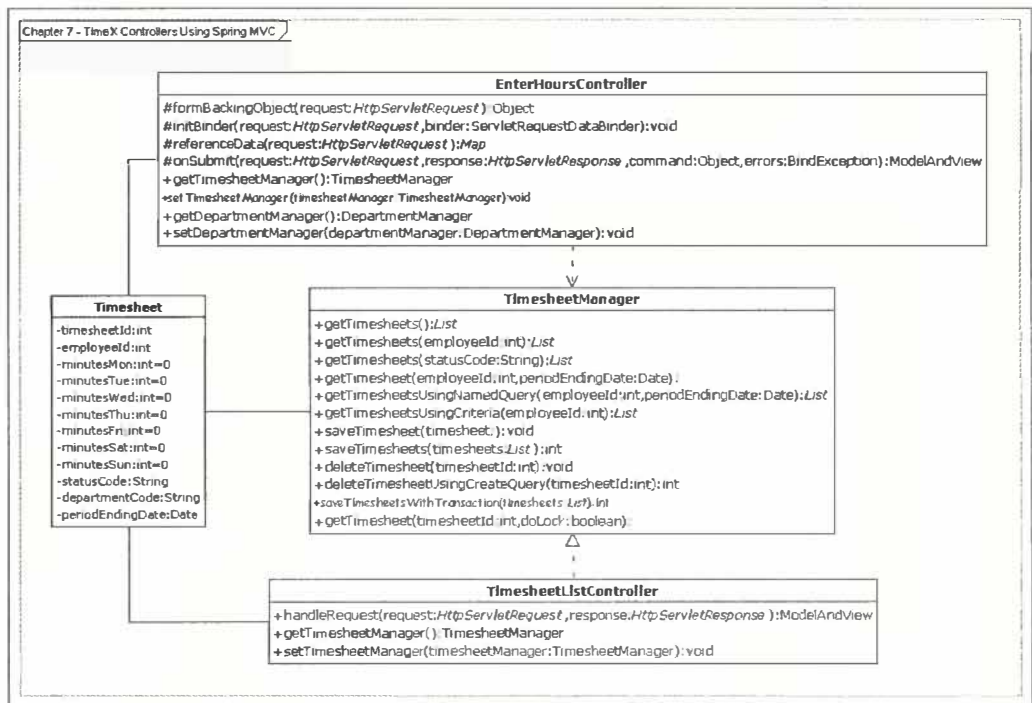 Chapter 7 - TimeX Controllers Using Spring MVC
EnterHoursController
#formBackingObject(request:HttpServletRequest):Object
#initBinder(request:HttpServletRequest,binder:ServletRequestDataBinder):void
#referenceData(request:HttpServletRequest):Map
#onSubmit(request:HttpServletRequest,response:HttpServletResponse,command:Object,errors:BindException):ModelAndView
+getTimesheetManager():TimesheetManager
+setTimesheetManager(timesheetManager:TimesheetManager):void
+getDepartmentManager():DepartmentManager
+setDepartmentManager(departmentManager:DepartmentManager):void
Timesheet
-timesheetId:int
-employeeId:int
-minutesMon:int=0
-minutesTue:int=0
-minutesWed:int=0
-minutesThu:int=0
-minutesFri:int=0
-minutesSat:int=0
-minutesSun:int=0
-statusCode:String
-departmentCode:String
-periodEndingDate:Date
TimesheetManager
+getTimesheets():List
+getTimesheets(employeeId:int):List
+getTimesheets(statusCode:String):List
+getTimesheet(employeeId:int,periodEndingDate:Date):
+getTimesheetsUsingNamedQuery(employeeId:int,periodEndingDate:Date):List
+getTimesheetsUsingCriteria(employeeId:int):List
+saveTimesheet(timesheet:):void
+saveTimesheets(timesheets:List):int
+deleteTimesheet(timesheetId:int):void
+deleteTimesheetUsingCreateQuery(timesheetId:int):int
+saveTimesheetsWithTransaction(timesheets:List):int
+getTimesheet(timesheetId:int,doLock:boolean):
TimesheetListController
+handleRequest(request:HttpServletRequest,response:HttpServletResponse):ModelAndView
+getTimesheetManager():TimesheetManager
+setTimesheetManager(timesheetManager:TimesheetManager):void